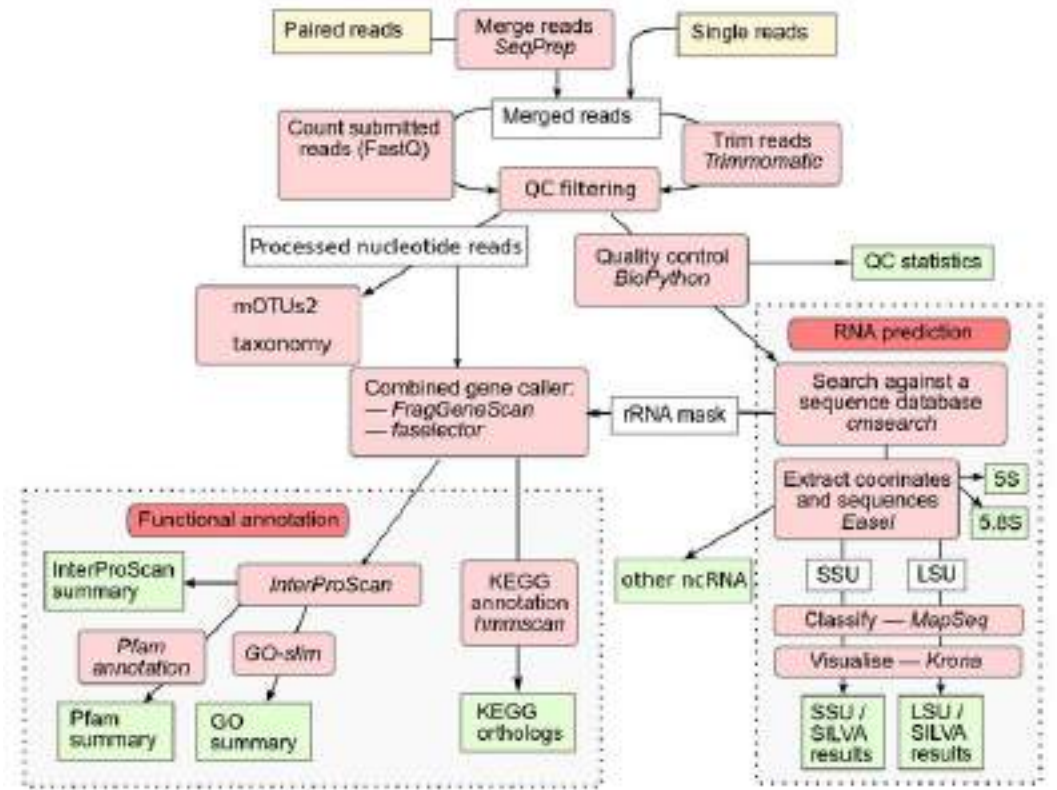 Paired reads
Merge reads
SeqPrep
Single reads
Merged reads
Count submitted
reads (FastQ)
Trim reads
Trimmomatic
QC filtering
Processed nucleotide reads
Quality control
BioPython
QC statistics
mOTUs2
taxonomy
RNA prediction
Combined gene caller:
— FragGeneScan
— faselector
rRNA mask
Search against a
sequence database
cmsearch
Extract coorinates
and sequences
Easel
5S
5.8S
Functional annotation
InterProScan
summary
InterProScan
KEGG
annotation
hmmscan
other ncRNA
SSU
LSU
Pfam
annotation
GO-slim
Classify — MapSeq
Visualise — Krona
Pfam
summary
GO
summary
KEGG
orthologs
SSU /
SILVA
results
LSU /
SILVA
results